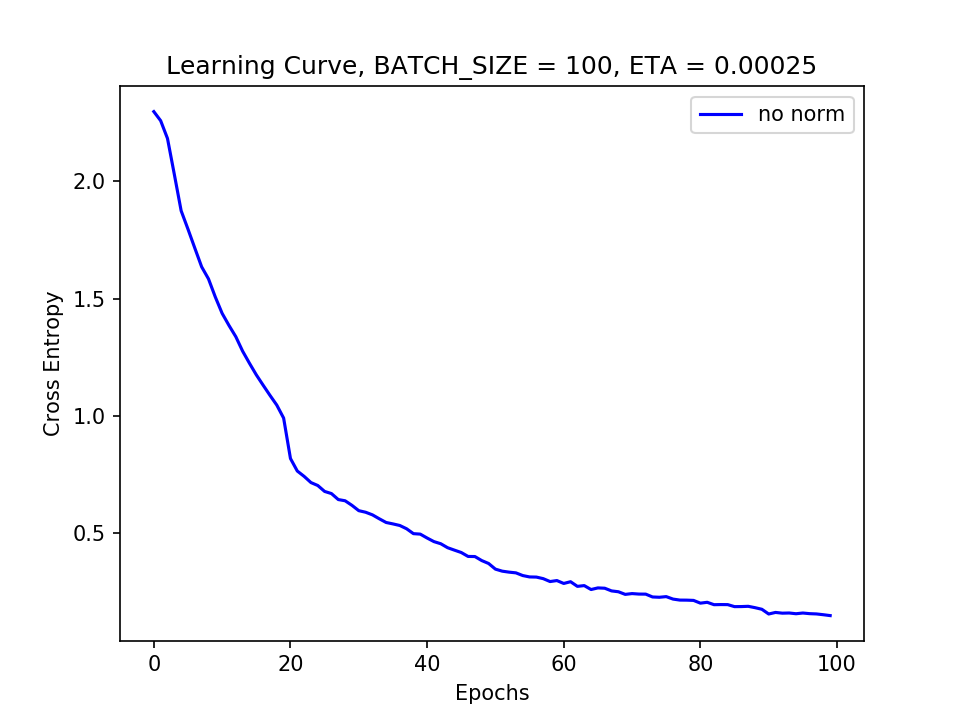 Learning Curve, BATCH_SIZE = 100, ETA = 0.00025
no norm
2.0
1.5
1.0
0.5
Cross Entropy
0 20 40 60 80 100
Epochs